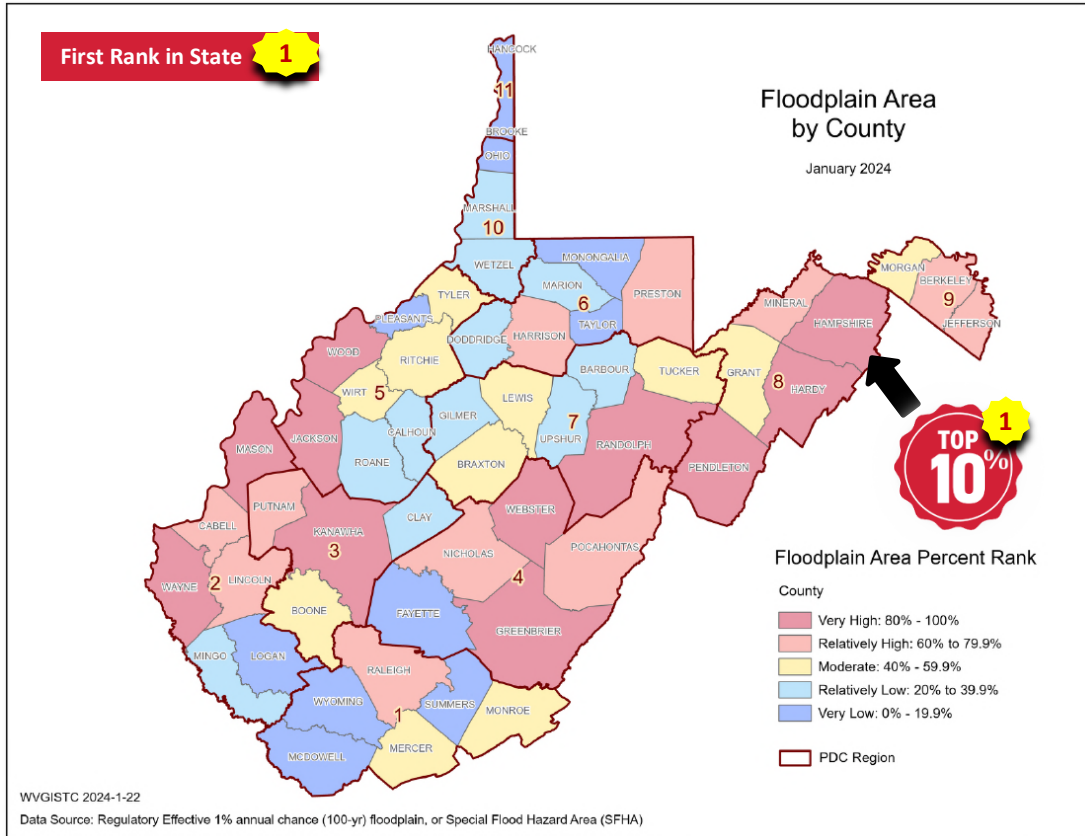 First Rank in State 1
HANCOCK
11
BROOKE
OHIO
MARSHALL
10
WETZEL
Floodplain Area
by County
January 2024
MONONGALIA
MARION
6
TAYLOR
PRESTON
TYLER
PLEASANTS
DODDRIDGE
HARRISON
MORGAN
BERKELEY
9
JEFFERSON
MINERAL
HAMPSHIRE
WOOD
RITCHIE
WIRT
5
BARBOUR
TUCKER
GRANT
8
HARDY
LEWIS
GILMER
7
UPSHUR
CALHOUN
JACKSON
ROANE
MASON
BRAXTON
RANDOLPH
PENDLETON
1
TOP
10%
PUTNAM
CABELL
KANAWHA
3
CLAY
WEBSTER
NICHOLAS
POCAHONTAS
4
WAYNE
2
LINCOLN
BOONE
FAYETTE
GREENBRIER
MINGO
LOGAN
RALEIGH
WYOMING
1
SUMMERS
MONROE
MERCER
MCDOWELL
Floodplain Area Percent Rank
County
Very High: 80% - 100%
Relatively High: 60% to 79.9%
Moderate: 40% - 59.9%
Relatively Low: 20% to 39.9%
Very Low: 0% - 19.9%
PDC Region
WVGISTC 2024-1-22
Data Source: Regulatory Effective 1% annual chance (100-yr) floodplain, or Special Flood Hazard Area (SFHA)